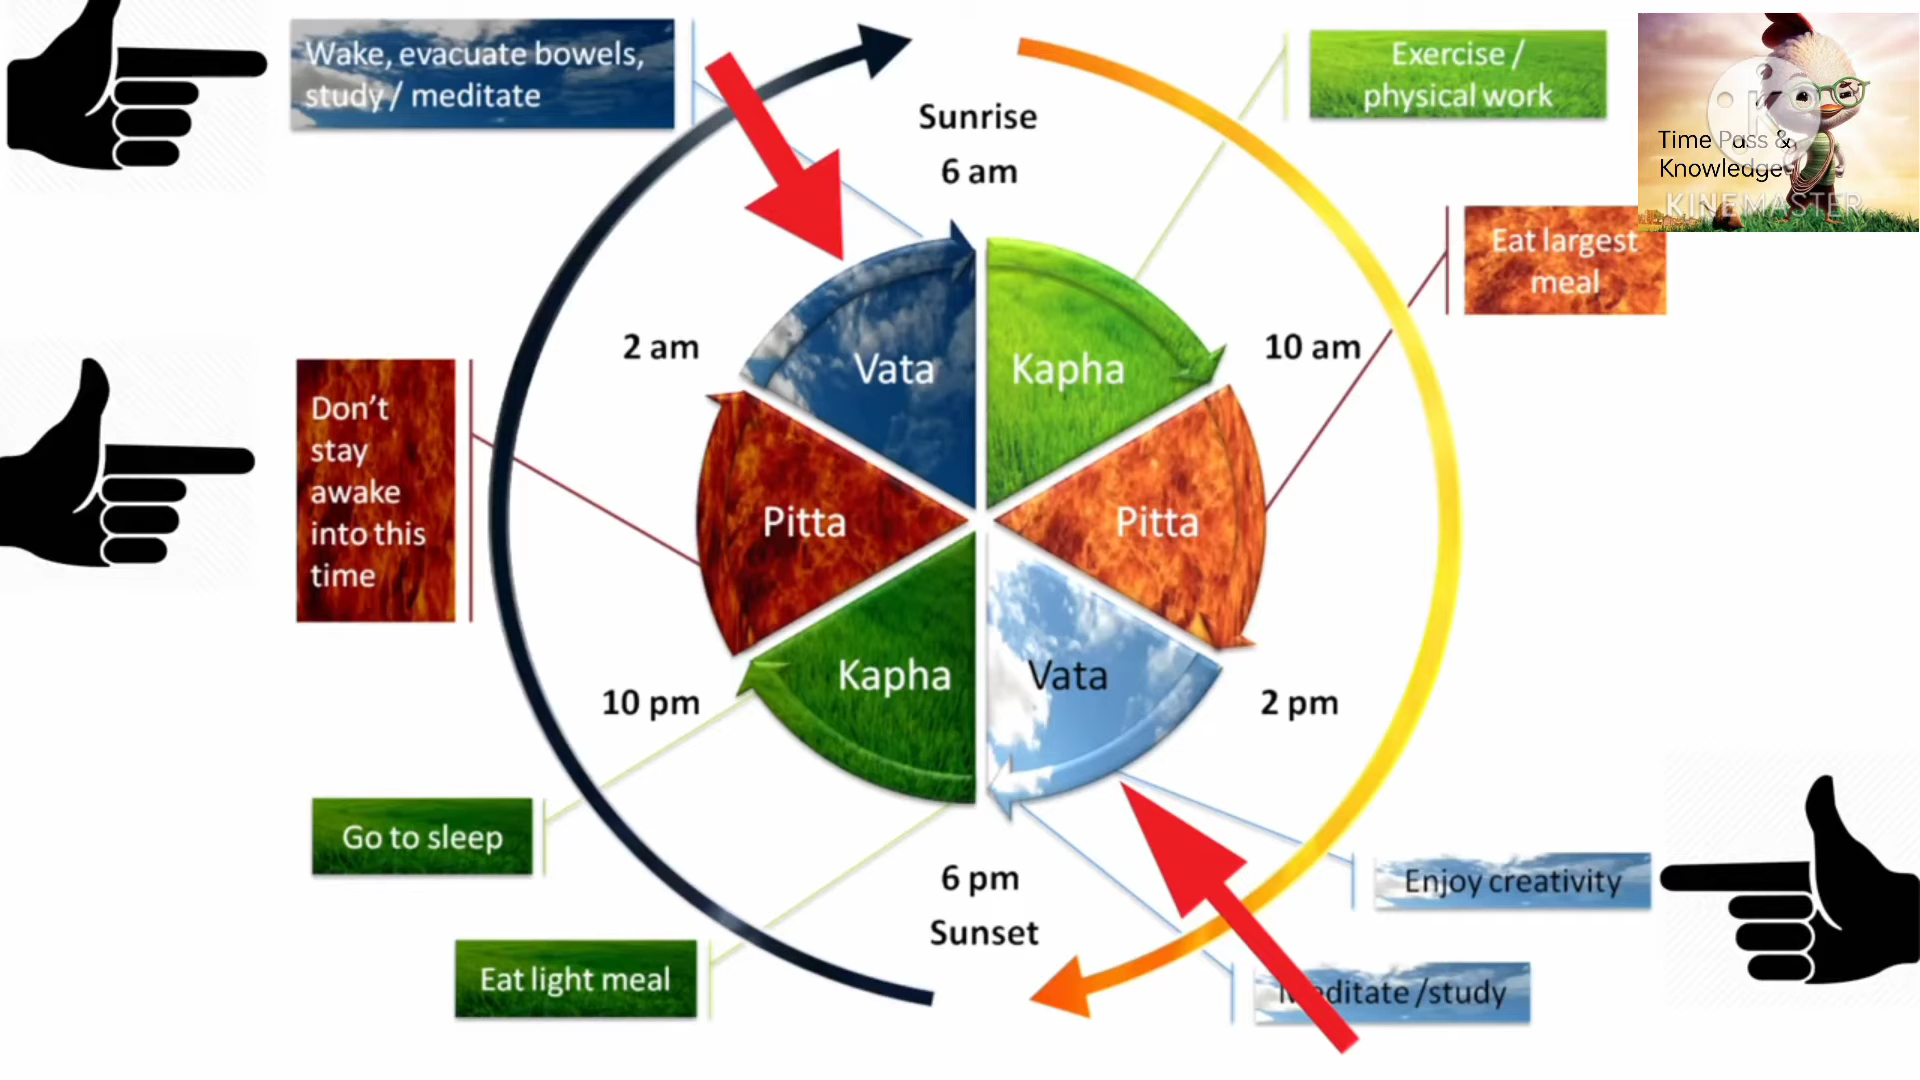 Wake, evacuate bowels,
study / meditate
Sunrise
6 am
Exercise /
physical work
Time Pass &
Knowledge
KINEMASTER
Eat largest
meal
2 am
10 am
Vata
Kapha
Don't
stay
awake
into this
time
Pitta
Pitta
Kapha
Vata
10 pm
2 pm
Go to sleep
6 pm
Sunset
Enjoy creativity
Eat light meal
Meditate /study